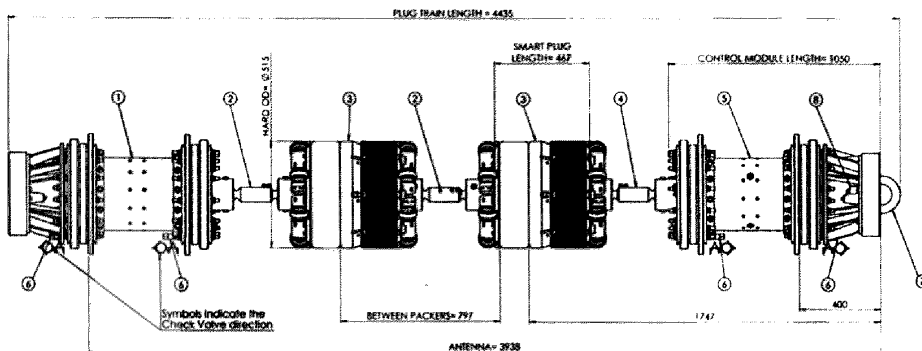 PLUG TRAIN LENGTH = 4435
SMART PLUG
LENGTH= 467
CONTROL MODULE LENGTH= 1050
HARD OD= Ø 515
1
2
3
2
3
4
5
8
6
6
6
6
Symbols indicate the
Check Valve direction
BETWEEN PACKERS= 797
1747
400
ANTENNA= 3938